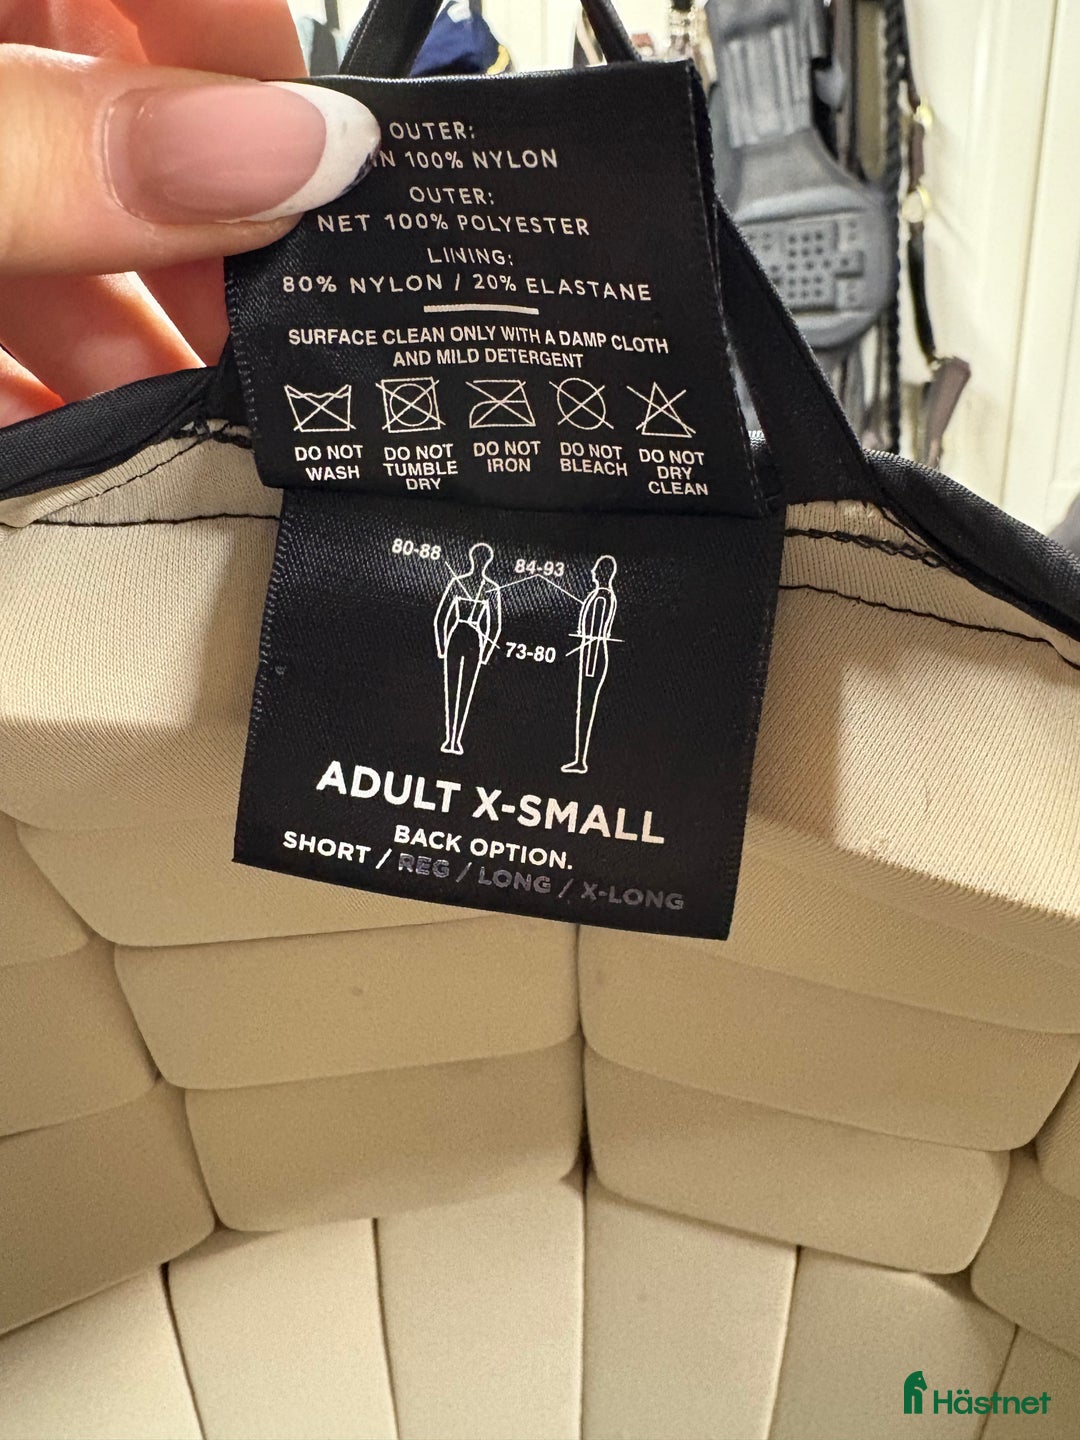 OUTER:
100% NYLON
OUTER:
NET 100% POLYESTER
LINING:
80% NYLON / 20% ELASTANE
SURFACE CLEAN ONLY WITH A DAMP CLOTH
AND MILD DETERGENT
DO NOT WASH
DO NOT TUMBLE DRY
DO NOT IRON
DO NOT BLEACH
DO NOT DRY CLEAN
80-88
84-93
73-80
ADULT X-SMALL
BACK OPTION.
SHORT / REG / LONG / X-LONG
Hästnet